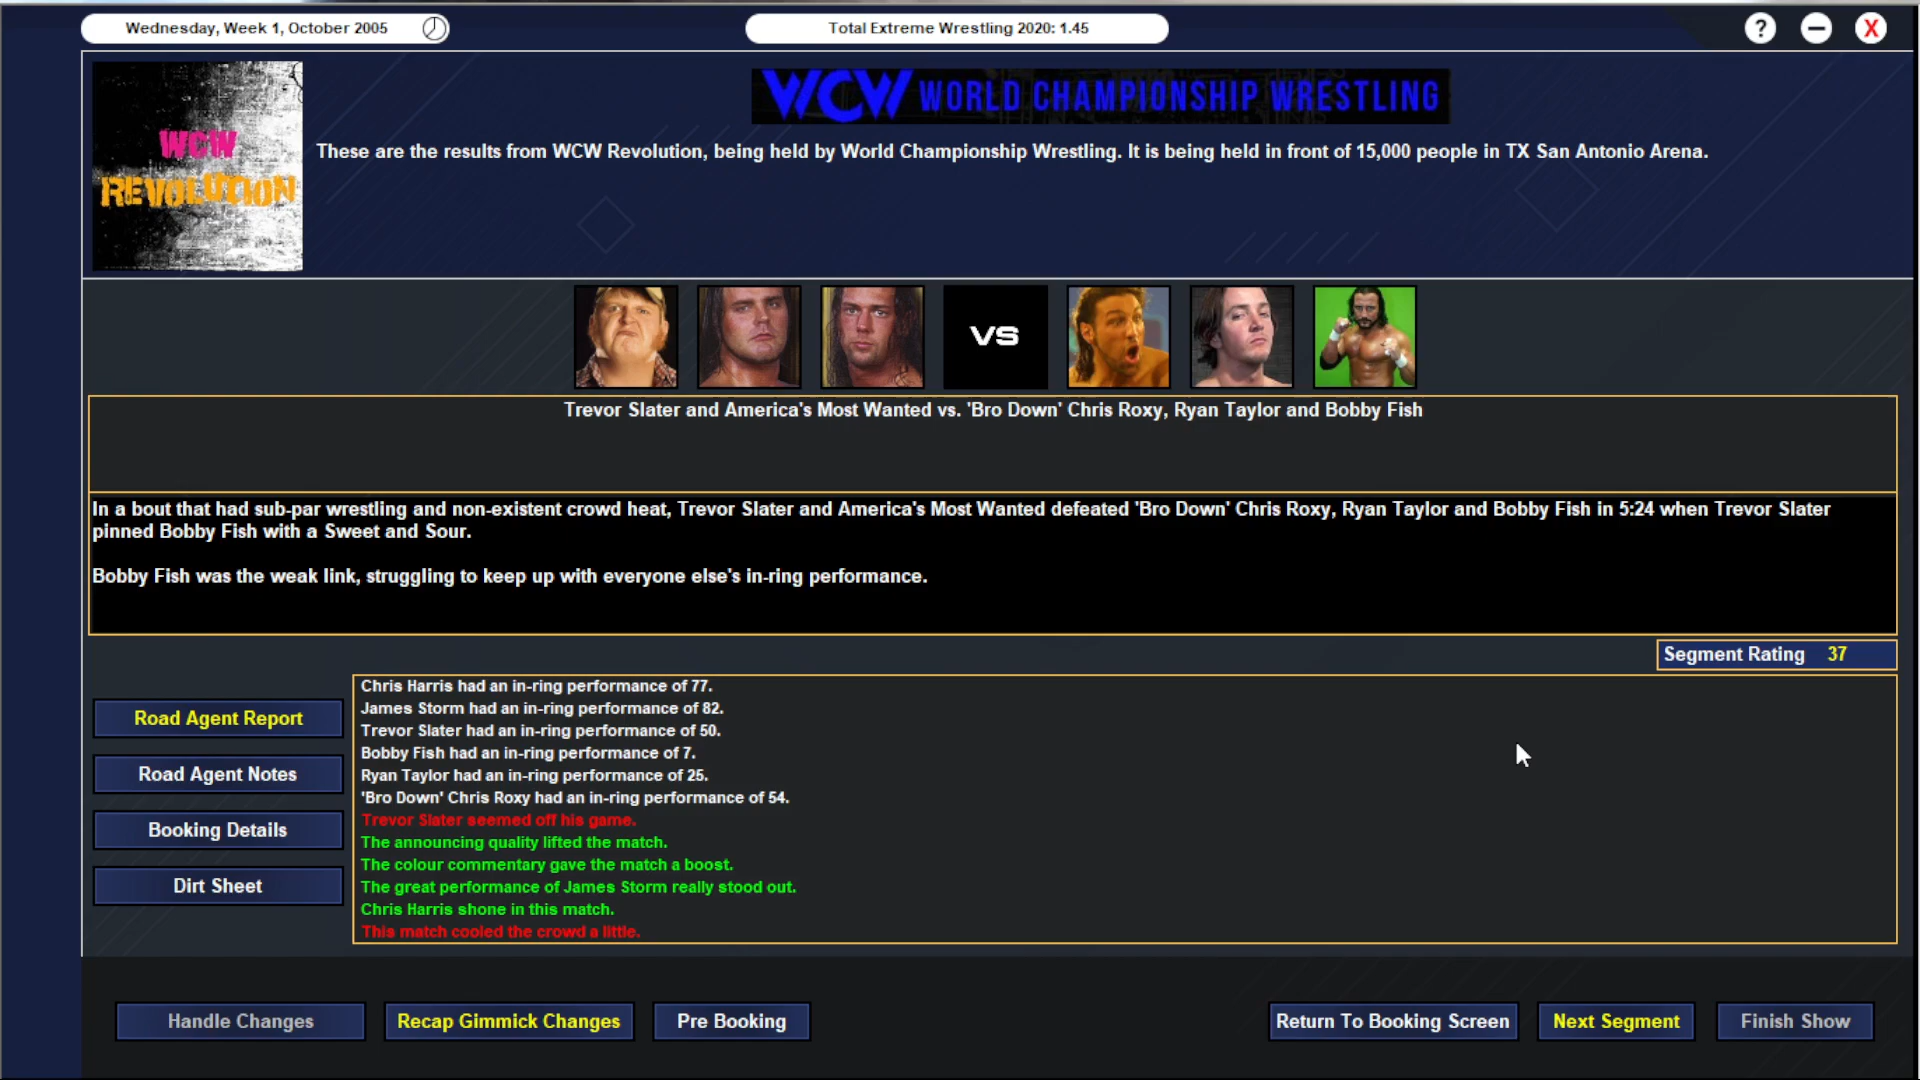 Wednesday, Week 1, October 2005
Total Extreme Wrestling 2020: 1.45
?
X
WCW
REVOLUTION
WCW WORLD CHAMPIONSHIP WRESTLING
These are the results from WCW Revolution, being held by World Championship Wrestling. It is being held in front of 15,000 people in TX San Antonio Arena.
VS
Trevor Slater and America's Most Wanted vs. 'Bro Down' Chris Roxy, Ryan Taylor and Bobby Fish
In a bout that had sub-par wrestling and non-existent crowd heat, Trevor Slater and America's Most Wanted defeated 'Bro Down' Chris Roxy, Ryan Taylor and Bobby Fish in 5:24 when Trevor Slater
pinned Bobby Fish with a Sweet and Sour.
Bobby Fish was the weak link, struggling to keep up with everyone else's in-ring performance.
Segment Rating 37
Road Agent Report
Road Agent Notes
Booking Details
Dirt Sheet
Chris Harris had an in-ring performance of 77.
James Storm had an in-ring performance of 82.
Trevor Slater had an in-ring performance of 50.
Bobby Fish had an in-ring performance of 7.
Ryan Taylor had an in-ring performance of 25.
'Bro Down' Chris Roxy had an in-ring performance of 54.
Trevor Slater seemed off his game.
The announcing quality lifted the match.
The colour commentary gave the match a boost.
The great performance of James Storm really stood out.
Chris Harris shone in this match.
This match cooled the crowd a little.
Handle Changes
Recap Gimmick Changes
Pre Booking
Return To Booking Screen
Next Segment
Finish Show